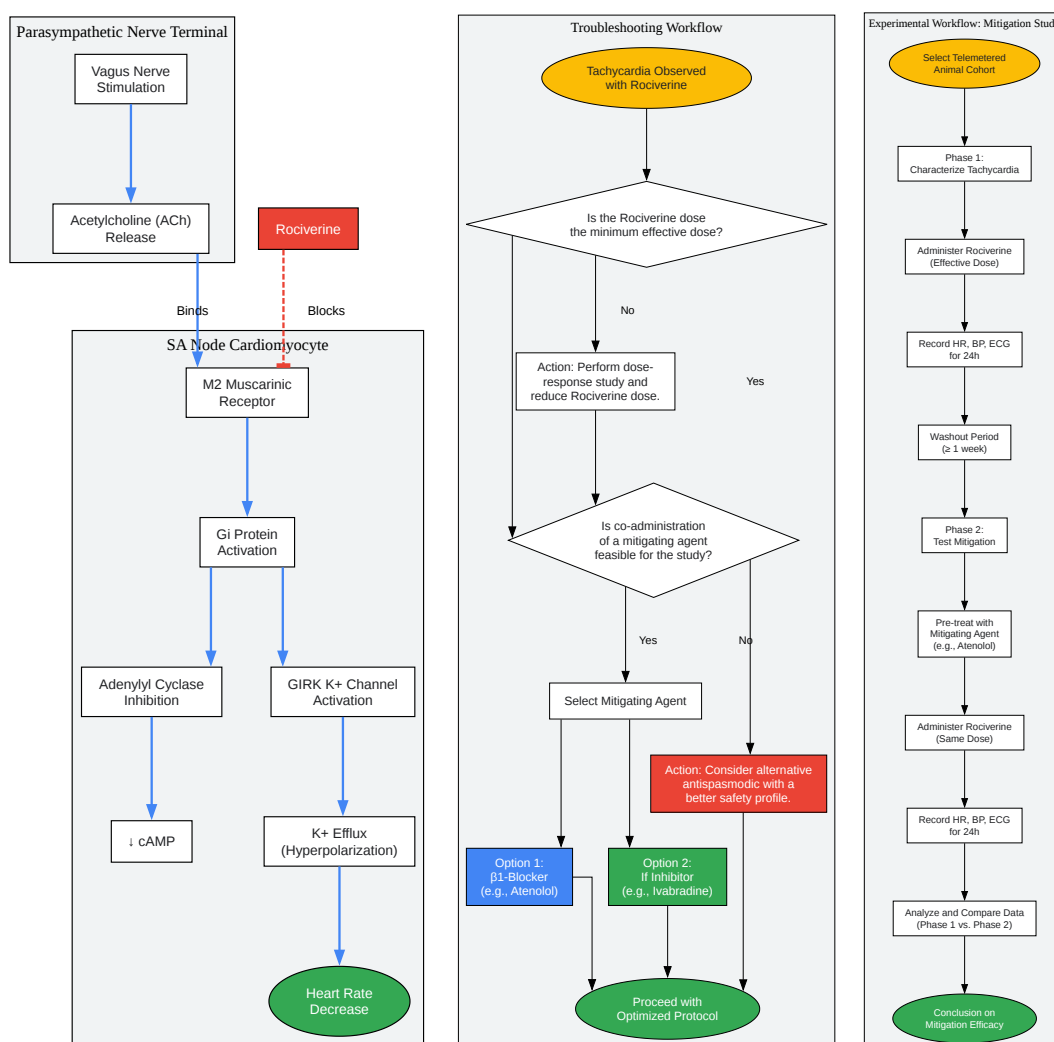 Parasympathetic Nerve Terminal
Vagus Nerve
Stimulation
Acetylcholine (ACh)
Release
Rociverine
Binds
Blocks
SA Node Cardiomyocyte
M2 Muscarinic
Receptor
Gi Protein
Activation
Adenylyl Cyclase
Inhibition
GIRK K+ Channel
Activation
↓ cAMP
K+ Efflux
(Hyperpolarization)
Heart Rate
Decrease
Troubleshooting Workflow
Tachycardia Observed
with Rociverine
Is the Rociverine dose
the minimum effective dose?
No
Action: Perform dose-
response study and
reduce Rociverine dose.
Yes
Is co-administration
of a mitigating agent
feasible for the study?
Yes
No
Select Mitigating Agent
Action: Consider alternative
antispasmodic with a
better safety profile.
Option 1:
β1-Blocker
(e.g., Atenolol)
Option 2:
If Inhibitor
(e.g., Ivabradine)
Proceed with
Optimized Protocol
Experimental Workflow: Mitigation Stud
Select Telemetered
Animal Cohort
Phase 1:
Characterize Tachycardia
Administer Rociverine
(Effective Dose)
Record HR, BP, ECG
for 24h
Washout Period
(≥ 1 week)
Phase 2:
Test Mitigation
Pre-treat with
Mitigating Agent
(e.g., Atenolol)
Administer Rociverine
(Same Dose)
Record HR, BP, ECG
for 24h
Analyze and Compare Data
(Phase 1 vs. Phase 2)
Conclusion on
Mitigation Efficacy